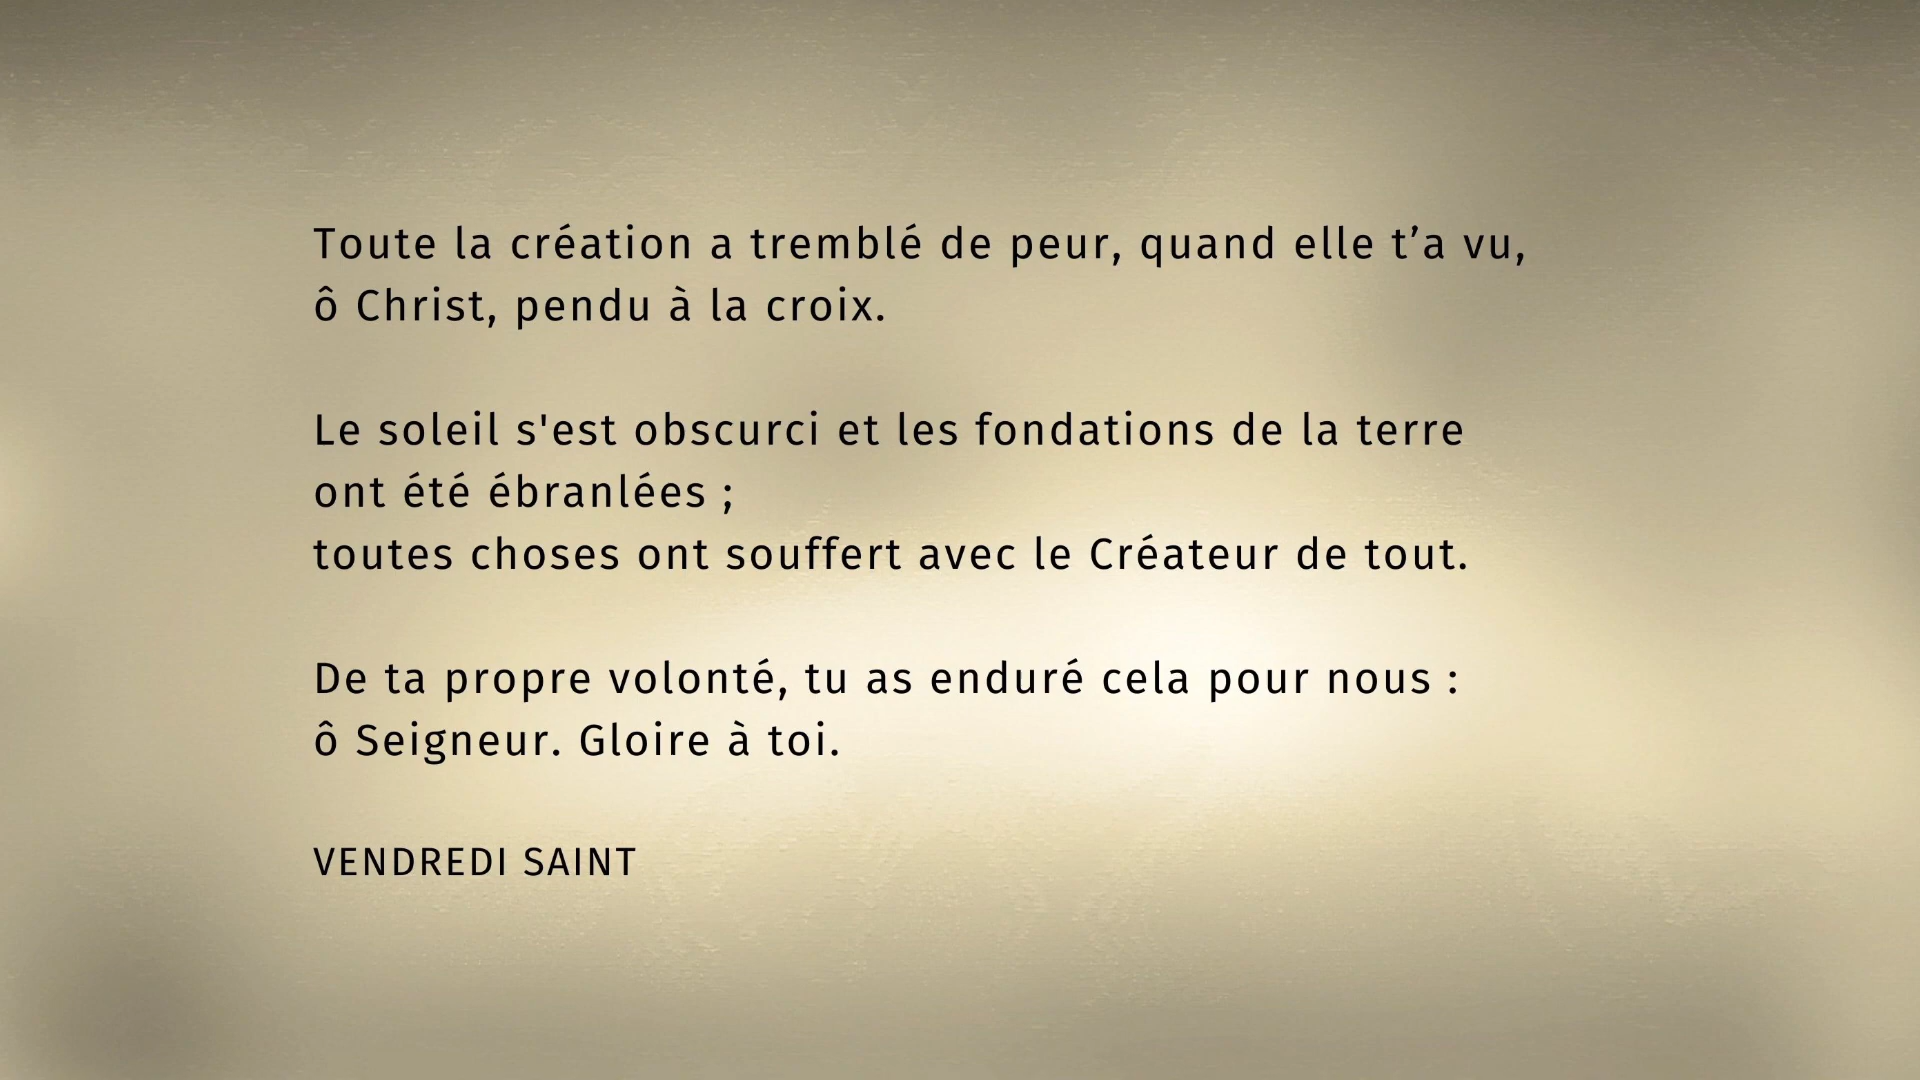 Toute la création a tremblé de peur, quand elle t’a vu,
ô Christ, pendu à la croix.
Le soleil s'est obscurci et les fondations de la terre
ont été ébranlées ;
toutes choses ont souffert avec le Créateur de tout.
De ta propre volonté, tu as enduré cela pour nous :
ô Seigneur. Gloire à toi.
VENDREDI SAINT